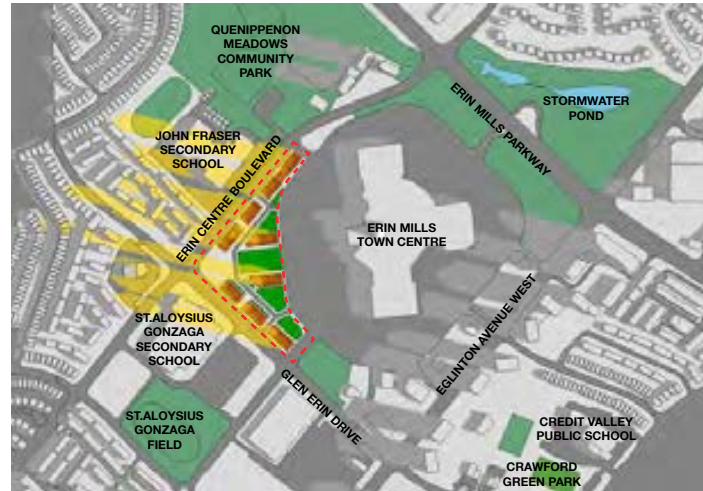 QUENIPPENON
MEADOWS
COMMUNITY
PARK
STORMWATER
POND
ERIN MILLS PARKWAY
JOHN FRASER
SECONDARY
SCHOOL
ERIN CENTRE BOULEVARD
ERIN MILLS
TOWN CENTRE
EGLINTON AVENUE WEST
ST.ALOYSIUS
GONZAGA
SECONDARY
SCHOOL
GLEN ERIN DRIVE
ST.ALOYSIUS
GONZAGA
FIELD
CREDIT VALLEY
PUBLIC SCHOOL
CRAWFORD
GREEN PARK